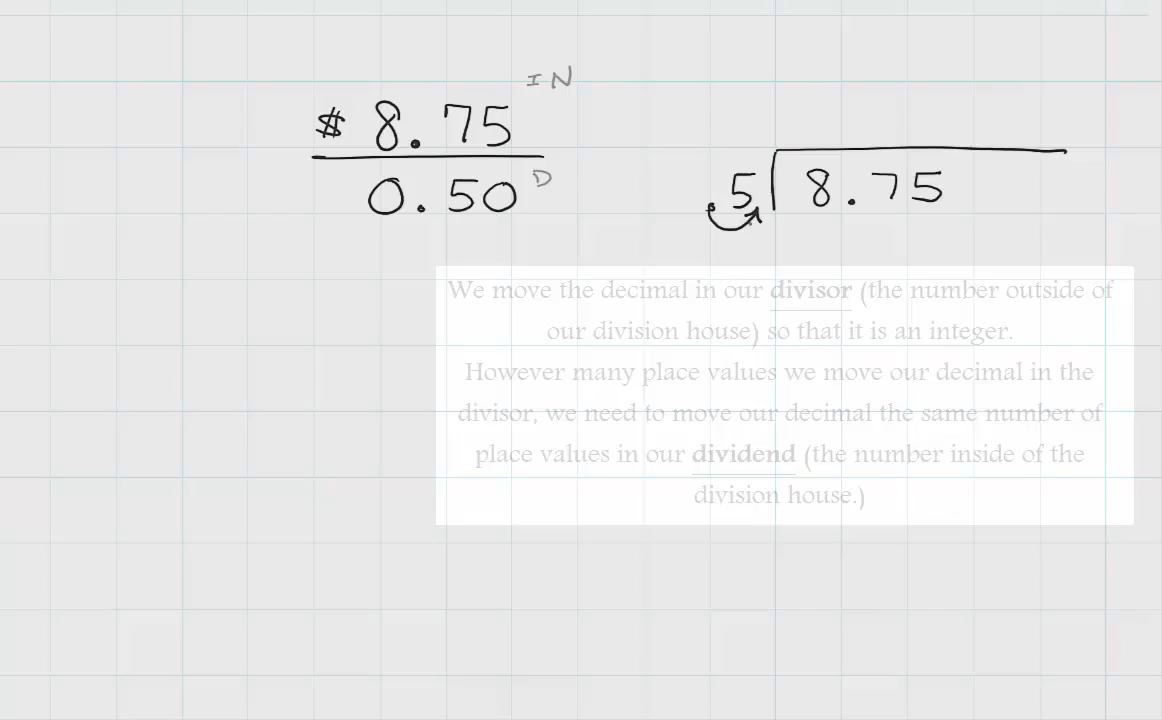 IN
$ 8.75
0.50 D
.5 8.75
We move the decimal in our divisor (the number outside of
our division house) so that it is an integer.
However many place values we move our decimal in the
divisor, we need to move our decimal the same number of
place values in our dividend (the number inside of the
division house.)